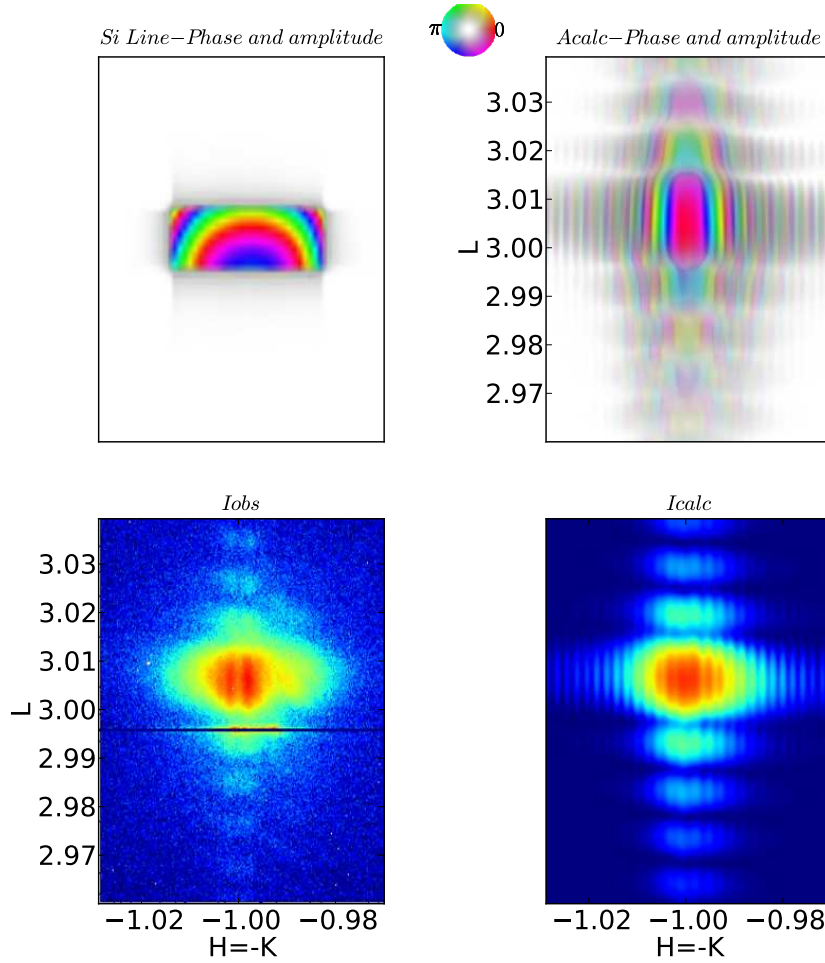 Si Line−Phase and amplitude
π 0
Acalc−Phase and amplitude
3.03
3.02
3.01
3.00
2.99
2.98
2.97
L
Iobs
3.03
3.02
3.01
3.00
2.99
2.98
2.97
L
−1.02 −1.00 −0.98
H=-K
Icalc
−1.02 −1.00 −0.98
H=-K